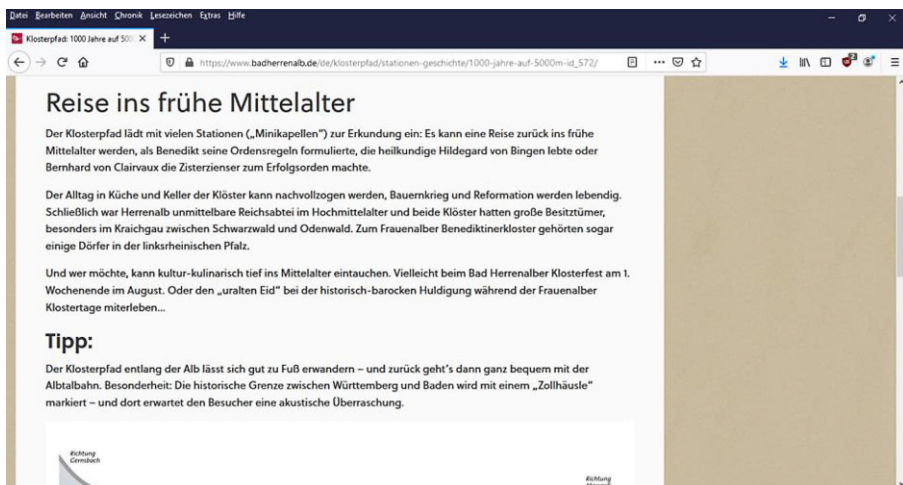 Datei Bearbeiten Ansicht Chronik Lesezeichen Extras Hilfe
Klosterpfad: 1000 Jahre auf 500
https://www.badherrenalb.de/de/klosterpfad/stationen-geschichte/1000-jahre-auf-5000m-id_572/
Reise ins frühe Mittelalter
Der Klosterpfad lädt mit vielen Stationen („Minikapellen“) zur Erkundung ein: Es kann eine Reise zurück ins frühe
Mittelalter werden, als Benedikt seine Ordensregeln formulierte, die heilkundige Hildegard von Bingen lebte oder
Bernhard von Clairvaux die Zisterzienser zum Erfolgsorden machte.
Der Alltag in Küche und Keller der Klöster kann nachvollzogen werden, Bauernkrieg und Reformation werden lebendig.
Schließlich war Herrenalb unmittelbare Reichsabtei im Hochmittelalter und beide Klöster hatten große Besitztümer,
besonders im Kraichgau zwischen Schwarzwald und Odenwald. Zum Frauenalber Benediktinerkloster gehörten sogar
einige Dörfer in der linksrheinischen Pfalz.
Und wer möchte, kann kultur-kulinarisch tief ins Mittelalter eintauchen. Vielleicht beim Bad Herrenalber Klosterfest am 1.
Wochenende im August. Oder den „uralten Eid“ bei der historisch-barocken Huldigung während der Frauenalber
Klostertage miterleben...
Tipp:
Der Klosterpfad entlang der Alb lässt sich gut zu Fuß erwandern – und zurück geht's dann ganz bequem mit der
Albtalbahn. Besonderheit: Die historische Grenze zwischen Württemberg und Baden wird mit einem „Zollhäusle“
markiert – und dort erwartet den Besucher eine akustische Überraschung.
Richtung
Gernsbach
Richtung